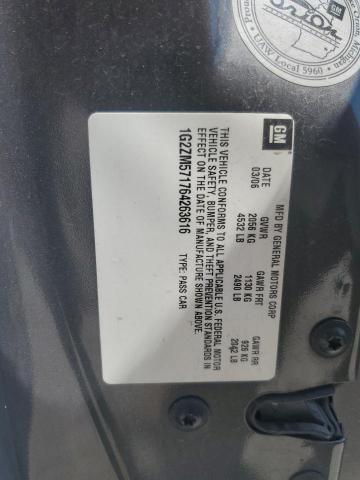 GM
MFD BY GENERAL MOTORS CORP
DATE GVWR GAWR FRT GAWR RR
03/06 2056 KG 1130 KG 926 KG
4532 LB 2490 LB 2042 LB
THIS VEHICLE CONFORMS TO ALL APPLICABLE U.S. FEDERAL MOTOR
VEHICLE SAFETY, BUMPER, AND THEFT PREVENTION STANDARDS IN
EFFECT ON THE DATE OF MANUFACTURE SHOWN ABOVE.
1G2ZM571764263616 TYPE: PASS CAR
Orion
UAW Local 5960